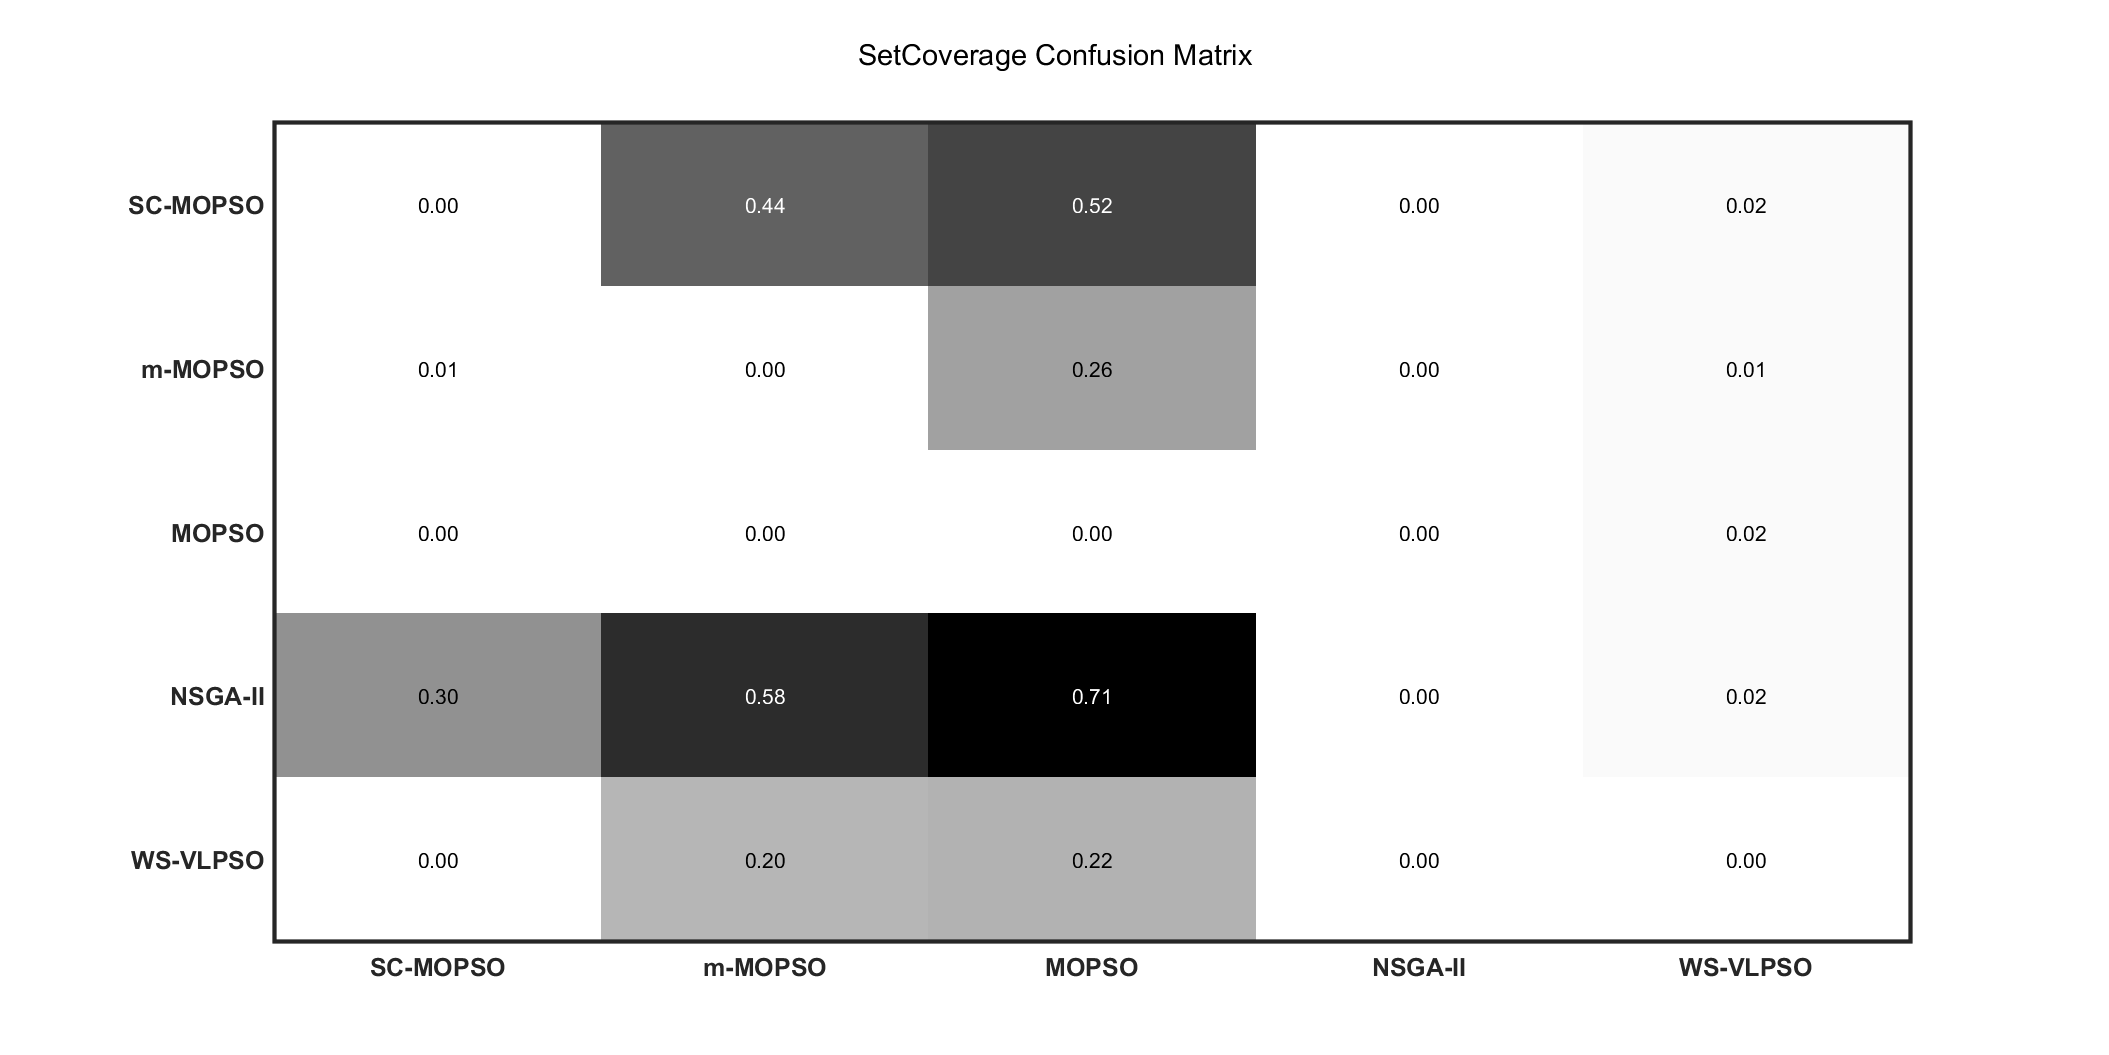 SetCoverage Confusion Matrix
SC-MOPSO 0.00 0.44 0.52 0.00 0.02
m-MOPSO 0.01 0.00 0.26 0.00 0.01
MOPSO 0.00 0.00 0.00 0.00 0.02
NSGA-II 0.30 0.58 0.71 0.00 0.02
WS-VLPSO 0.00 0.20 0.22 0.00 0.00
SC-MOPSO m-MOPSO MOPSO NSGA-II WS-VLPSO